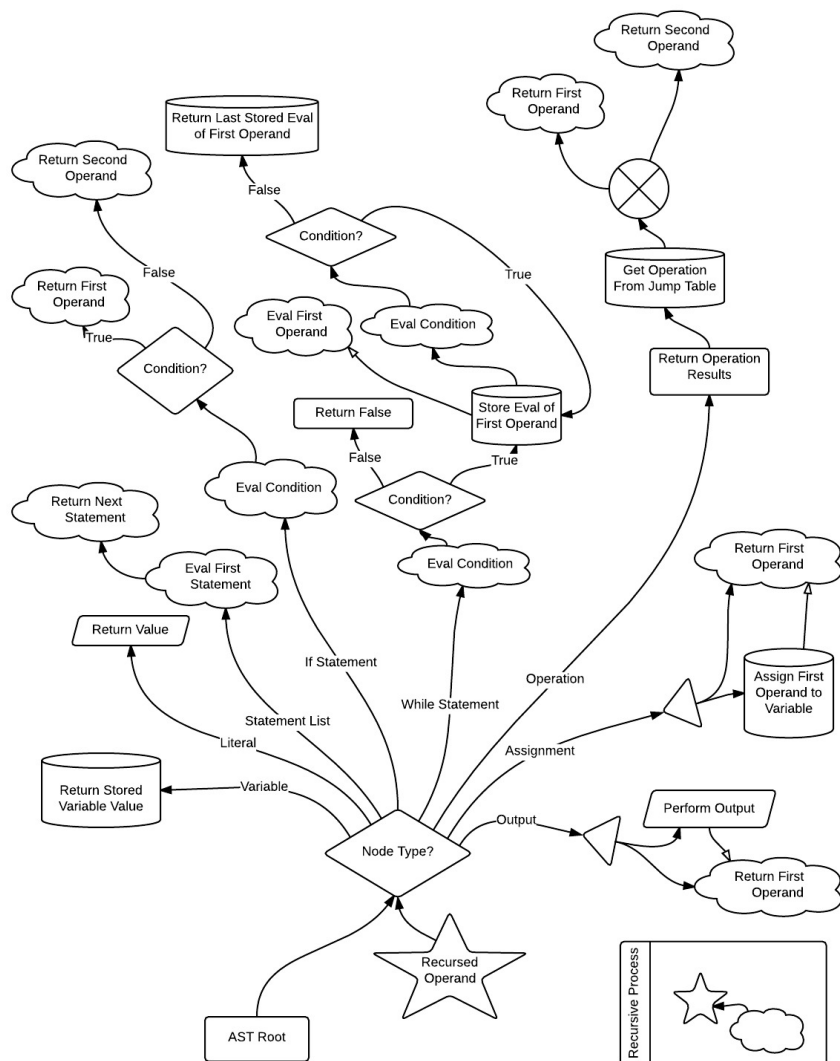 Return Second
Operand
Return First
Operand
Return Last Stored Eval
of First Operand
Return Second
Operand
False
Condition?
True
Get Operation
From Jump Table
False
Return First
Operand
Eval First
Operand
Eval Condition
True
Condition?
Return Operation
Results
Return False
Store Eval of
First Operand
False
True
Eval Condition
Condition?
Return Next
Statement
Eval First
Statement
Eval Condition
Return First
Operand
Return Value
If Statement
Operation
Assign First
Operand to
Variable
While Statement
Statement List
Literal
Assignment
Variable
Return Stored
Variable Value
Output
Perform Output
Node Type?
Return First
Operand
Recursed
Operand
Recursive Process
AST Root